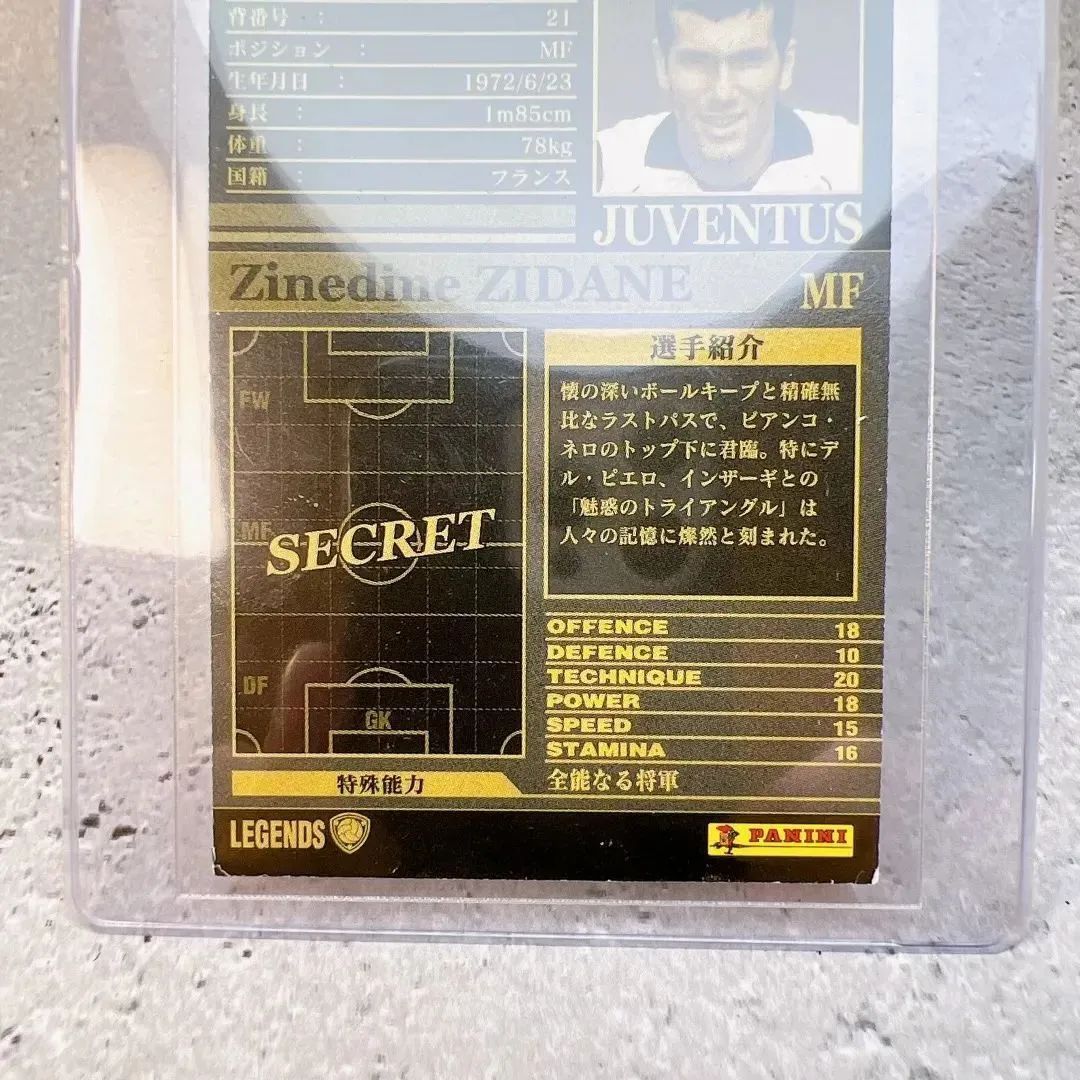 背番号 : 21
ポジション : MF
生年月日 : 1972/6/23
身長 : 1m85cm
体重 : 78kg
国籍 : フランス
JUVENTUS
Zinedine ZIDANE MF
FW
MF
SECRET
DF
GK
選手紹介
懐の深いボールキープと精確無
比なラストパスで、ビアンコ・
ネロのトップ下に君臨。特にデ
ル・ピエロ、インザーギとの
「魅惑のトライアングル」は
人々の記憶に燦然と刻まれた。
OFFENCE 18
DEFENCE 10
TECHNIQUE 20
POWER 18
SPEED 15
STAMINA 16
特殊能力 全能なる将軍
LEGENDS
PANINI